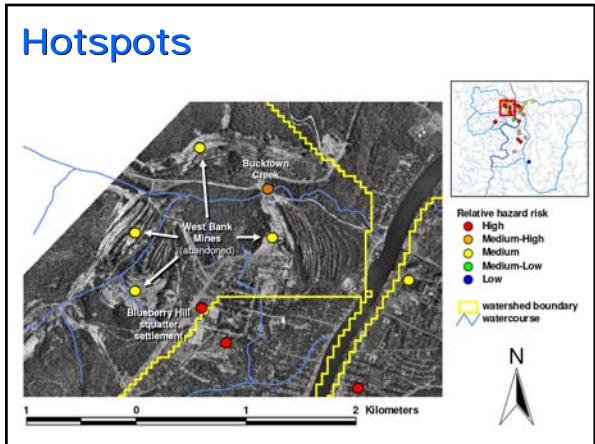 Hotspots
Bucktown
Creek
West Bank
Mines
(abandoned)
Blueberry Hill
squatter
settlement
Relative hazard risk
High
Medium-High
Medium
Medium-Low
Low
watershed boundary
watercourse
N
1 0 1 2 Kilometers